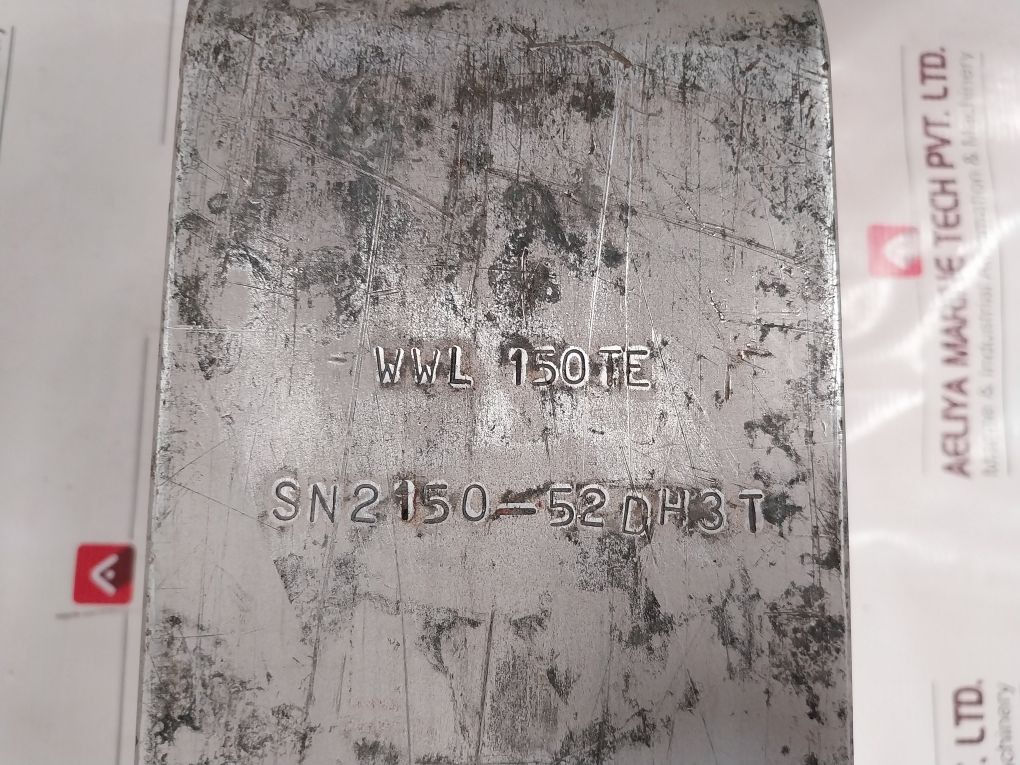 WWL 150TE
SN2150-52DH3T
AELIYA MARINE TECH PVT. LTD.
Marine & Industrial Automation & Machinery
LTD.